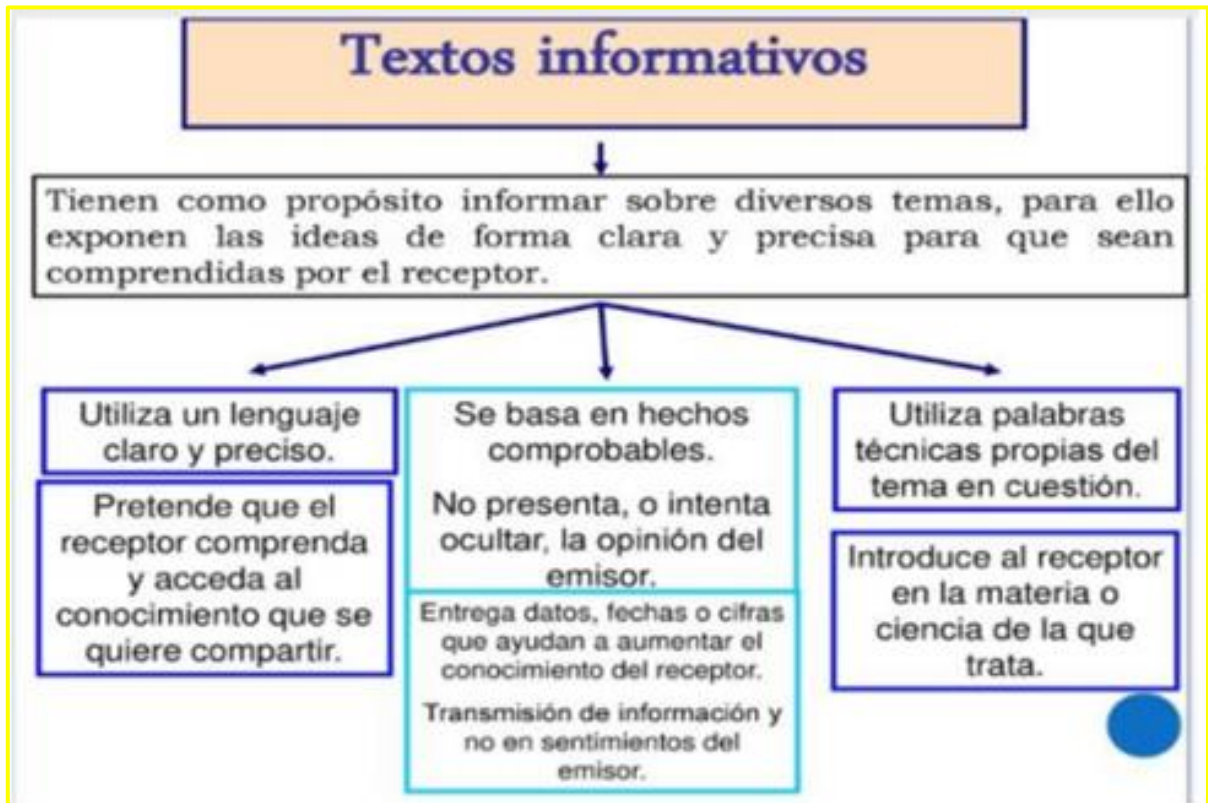 Textos informativos
Tienen como propósito informar sobre diversos temas, para ello
exponen las ideas de forma clara y precisa para que sean
comprendidas por el receptor.
Utiliza un lenguaje
claro y preciso.
Pretende que el
receptor comprenda
y acceda al
conocimiento que se
quiere compartir.
Se basa en hechos
comprobables.
No presenta, o intenta
ocultar, la opinión del
emisor.
Entrega datos, fechas o cifras
que ayudan a aumentar el
conocimiento del receptor.
Transmisión de información y
no en sentimientos del
emisor.
Utiliza palabras
técnicas propias del
tema en cuestión.
Introduce al receptor
en la materia o
ciencia de la que
trata.